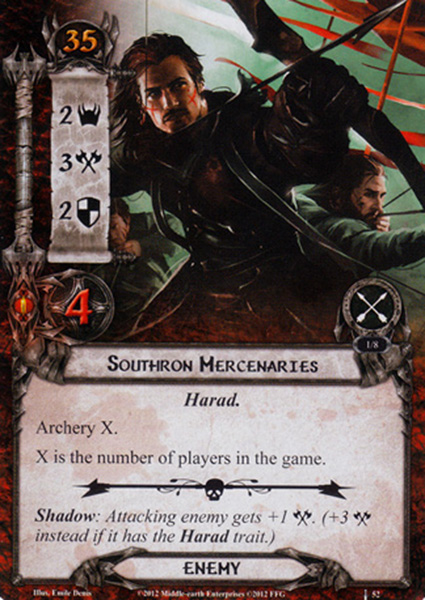 35
2
3
2
4
1/8
SOUTHRON MERCENARIES
Harad.
Archery X.
X is the number of players in the game.
Shadow: Attacking enemy gets +1 . (+3
instead if it has the Harad trait.)
ENEMY
Illus. Emile Denis ©2012 Middle-earth Enterprises ©2012 FFG 52